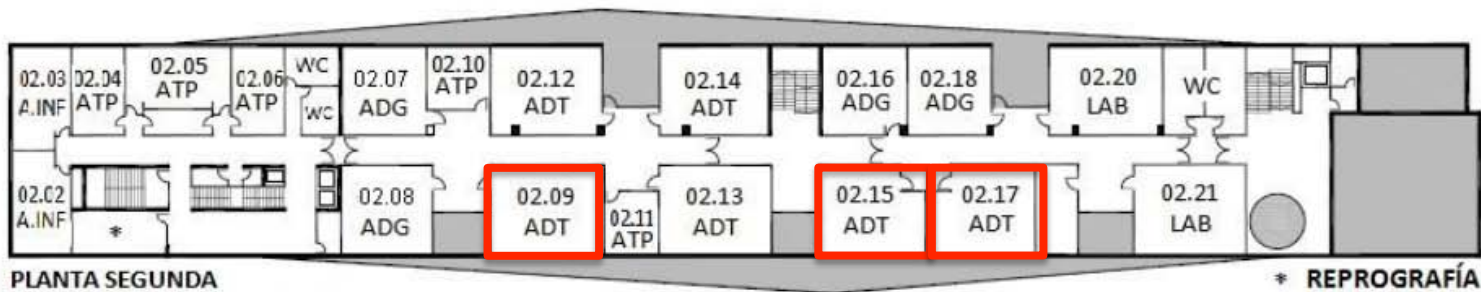 02.03
A.INF
02.04
ATP
02.05
ATP
02.06
ATP
WC
WC
02.07
ADG
02.10
ATP
02.12
ADT
02.14
ADT
02.16
ADG
02.18
ADG
02.20
LAB
WC
02.02
A.INF
*
02.08
ADG
02.09
ADT
02.11
ATP
02.13
ADT
02.15
ADT
02.17
ADT
02.21
LAB
PLANTA SEGUNDA
* REPROGRAFÍA